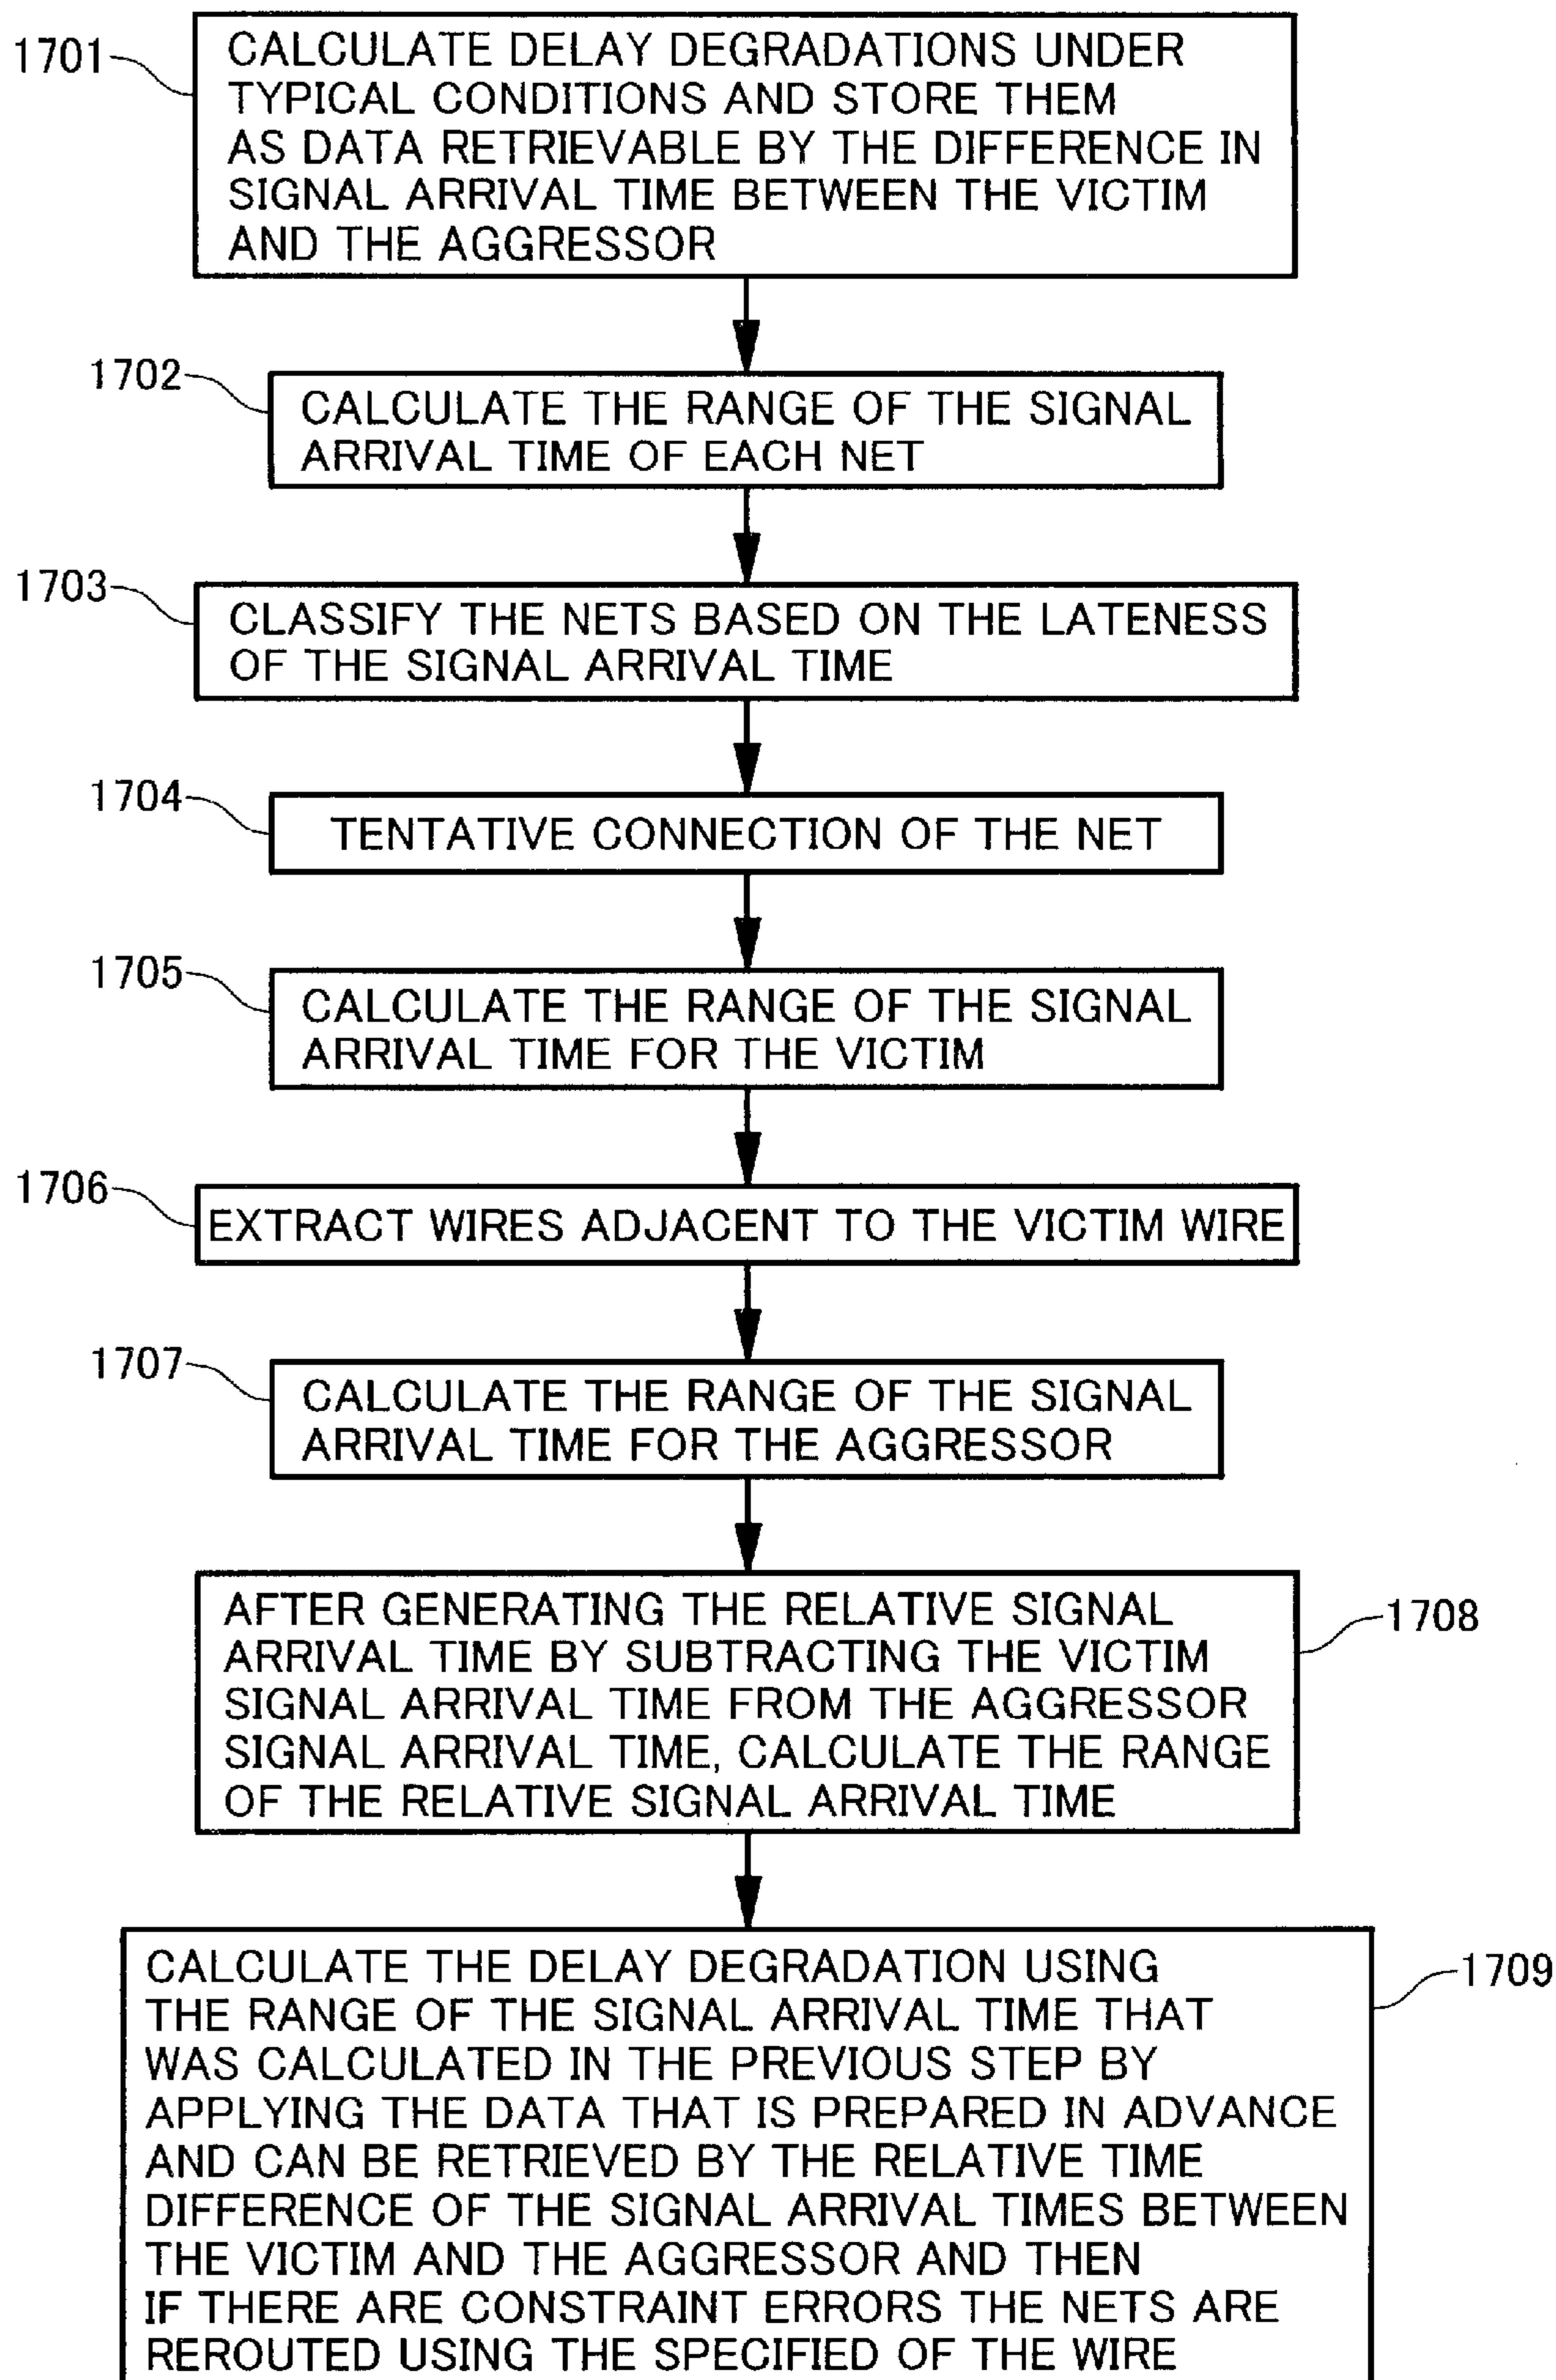 1701
CALCULATE DELAY DEGRADATIONS UNDER
TYPICAL CONDITIONS AND STORE THEM
AS DATA RETRIEVABLE BY THE DIFFERENCE IN
SIGNAL ARRIVAL TIME BETWEEN THE VICTIM
AND THE AGGRESSOR
1702
CALCULATE THE RANGE OF THE SIGNAL
ARRIVAL TIME OF EACH NET
1703
CLASSIFY THE NETS BASED ON THE LATENESS
OF THE SIGNAL ARRIVAL TIME
1704
TENTATIVE CONNECTION OF THE NET
1705
CALCULATE THE RANGE OF THE SIGNAL
ARRIVAL TIME FOR THE VICTIM
1706
EXTRACT WIRES ADJACENT TO THE VICTIM WIRE
1707
CALCULATE THE RANGE OF THE SIGNAL
ARRIVAL TIME FOR THE AGGRESSOR
1708
AFTER GENERATING THE RELATIVE SIGNAL
ARRIVAL TIME BY SUBTRACTING THE VICTIM
SIGNAL ARRIVAL TIME FROM THE AGGRESSOR
SIGNAL ARRIVAL TIME, CALCULATE THE RANGE
OF THE RELATIVE SIGNAL ARRIVAL TIME
1709
CALCULATE THE DELAY DEGRADATION USING
THE RANGE OF THE SIGNAL ARRIVAL TIME THAT
WAS CALCULATED IN THE PREVIOUS STEP BY
APPLYING THE DATA THAT IS PREPARED IN ADVANCE
AND CAN BE RETRIEVED BY THE RELATIVE TIME
DIFFERENCE OF THE SIGNAL ARRIVAL TIMES BETWEEN
THE VICTIM AND THE AGGRESSOR AND THEN
IF THERE ARE CONSTRAINT ERRORS THE NETS ARE
REROUTED USING THE SPECIFIED OF THE WIRE